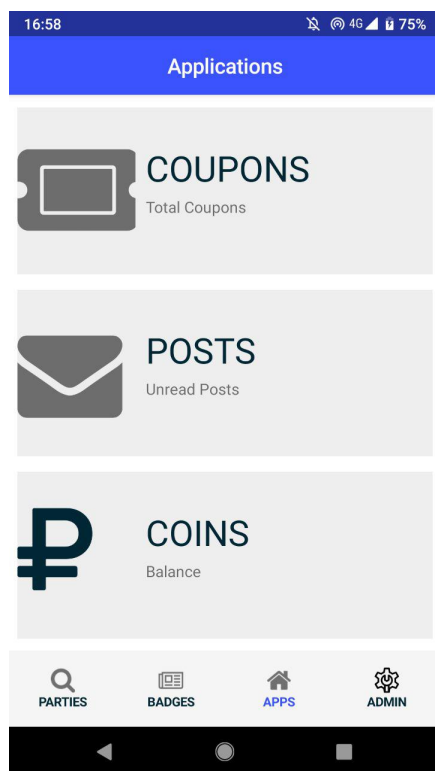 16:58 4G 75%
Applications
COUPONS
Total Coupons
POSTS
Unread Posts
COINS
Balance
PARTIES BADGES APPS ADMIN